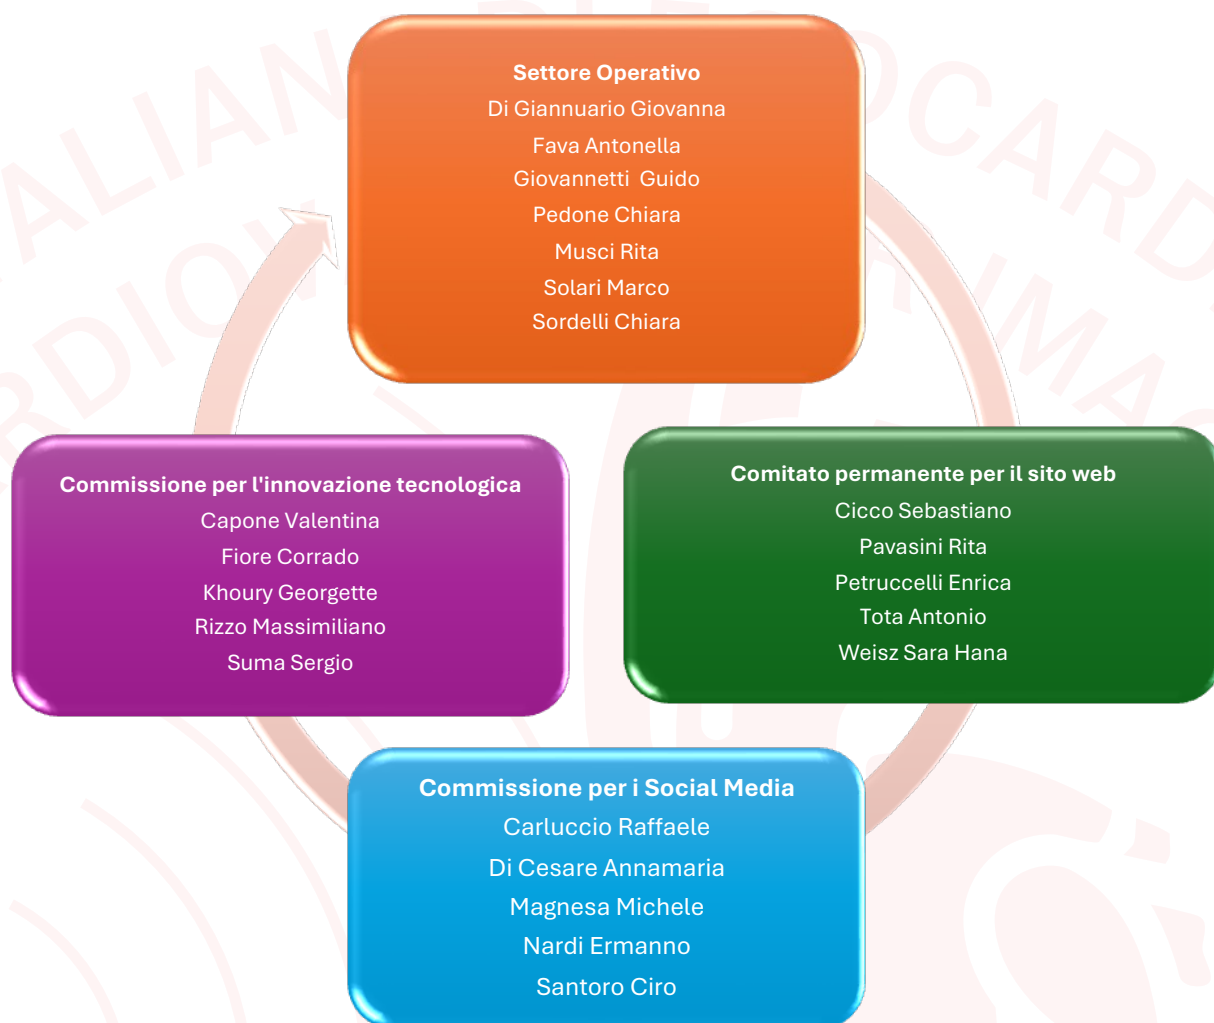 Settore Operativo
Di Giannuario Giovanna
Fava Antonella
Giovannetti Guido
Pedone Chiara
Musci Rita
Solari Marco
Sordelli Chiara
Commissione per l'innovazione tecnologica
Capone Valentina
Fiore Corrado
Khoury Georgette
Rizzo Massimiliano
Suma Sergio
Comitato permanente per il sito web
Cicco Sebastiano
Pavasini Rita
Petruccelli Enrica
Tota Antonio
Weisz Sara Hana
Commissione per i Social Media
Carluccio Raffaele
Di Cesare Annamaria
Magnesa Michele
Nardi Ermanno
Santoro Ciro